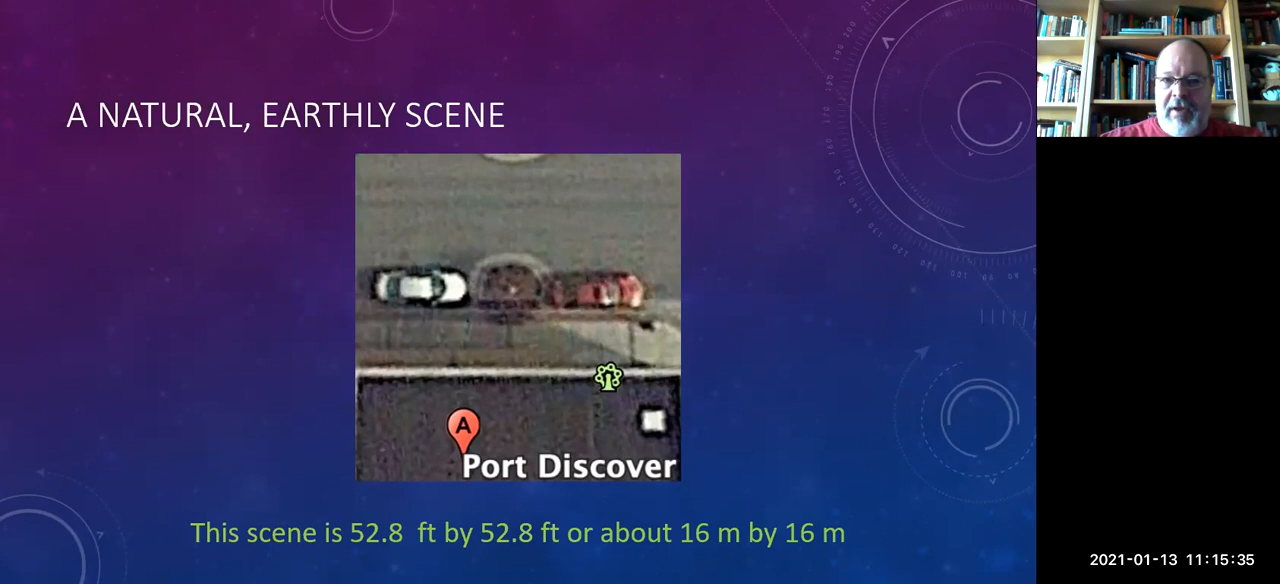 A NATURAL, EARTHLY SCENE
A
Port Discover
This scene is 52.8 ft by 52.8 ft or about 16 m by 16 m
2021-01-13 11:15:35